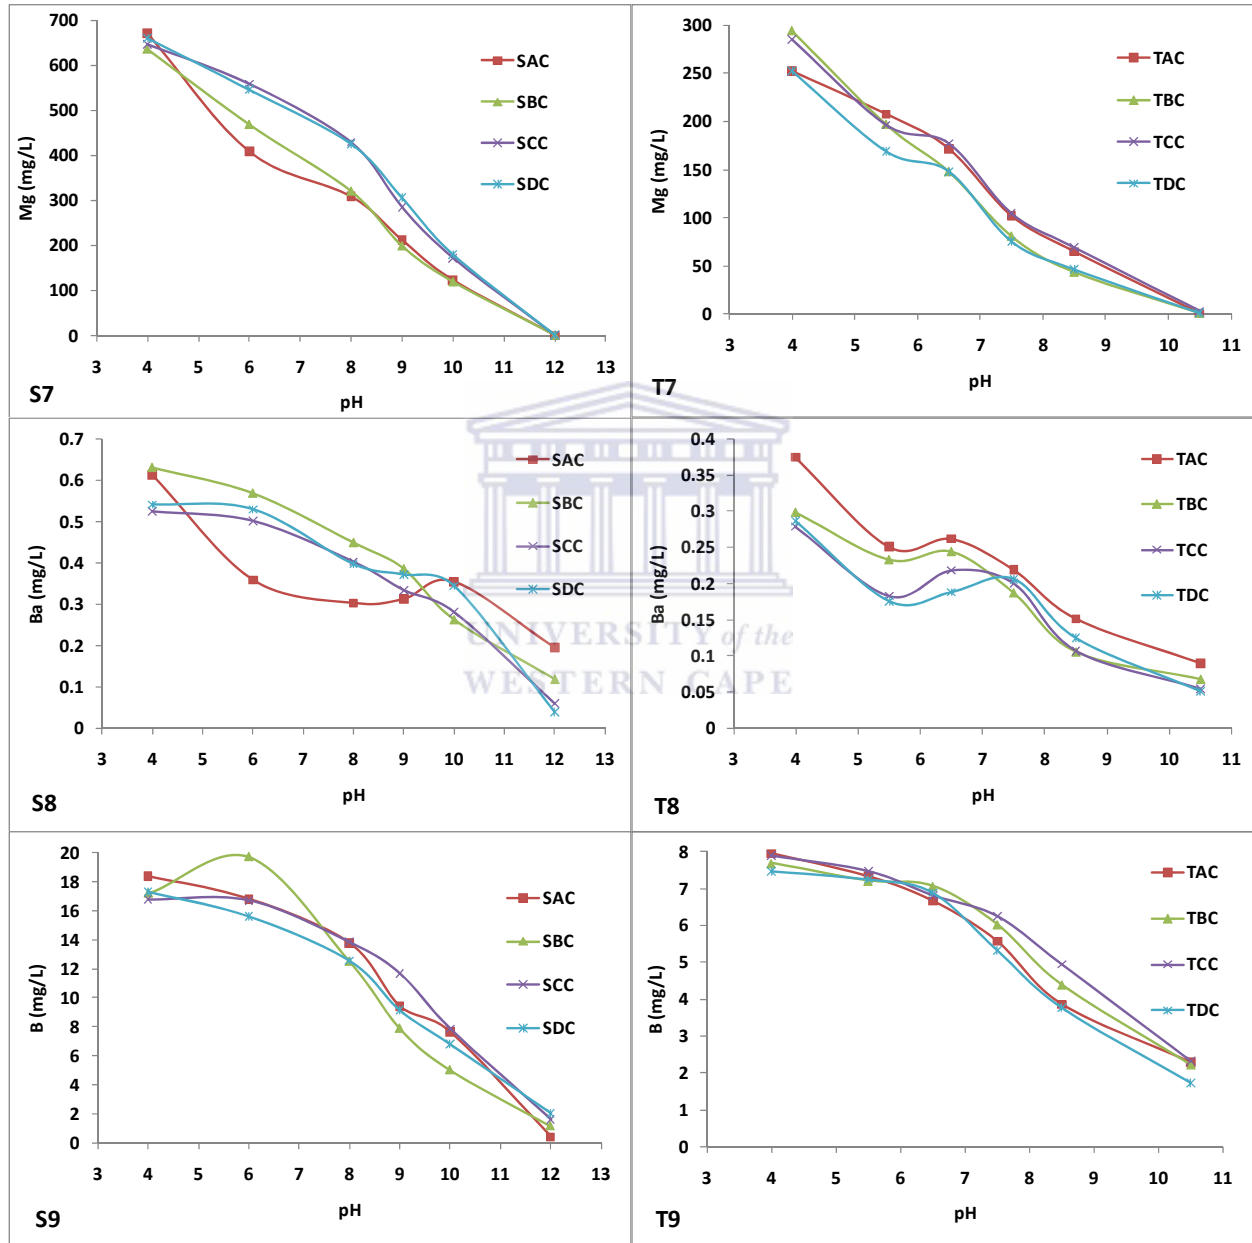 700
600
500
400
300
200
100
0
Mg (mg/L)
3 4 5 6 7 8 9 10 11 12 13
pH
SAC
SBC
SCC
SDC
S7
300
250
200
150
100
50
0
Mg (mg/L)
3 4 5 6 7 8 9 10 11
pH
TAC
TBC
TCC
TDC
T7
0.7
0.6
0.5
0.4
0.3
0.2
0.1
0
Ba (mg/L)
3 4 5 6 7 8 9 10 11 12 13
pH
SAC
SBC
SCC
SDC
S8
0.4
0.35
0.3
0.25
0.2
0.15
0.1
0.05
0
Ba (mg/L)
3 4 5 6 7 8 9 10 11
pH
TAC
TBC
TCC
TDC
T8
UNIVERSITY of the
WESTERN CAPE
20
18
16
14
12
10
8
6
4
2
0
B (mg/L)
3 4 5 6 7 8 9 10 11 12 13
pH
SAC
SBC
SCC
SDC
S9
8
7
6
5
4
3
2
1
0
B (mg/L)
3 4 5 6 7 8 9 10 11
pH
TAC
TBC
TCC
TDC
T9